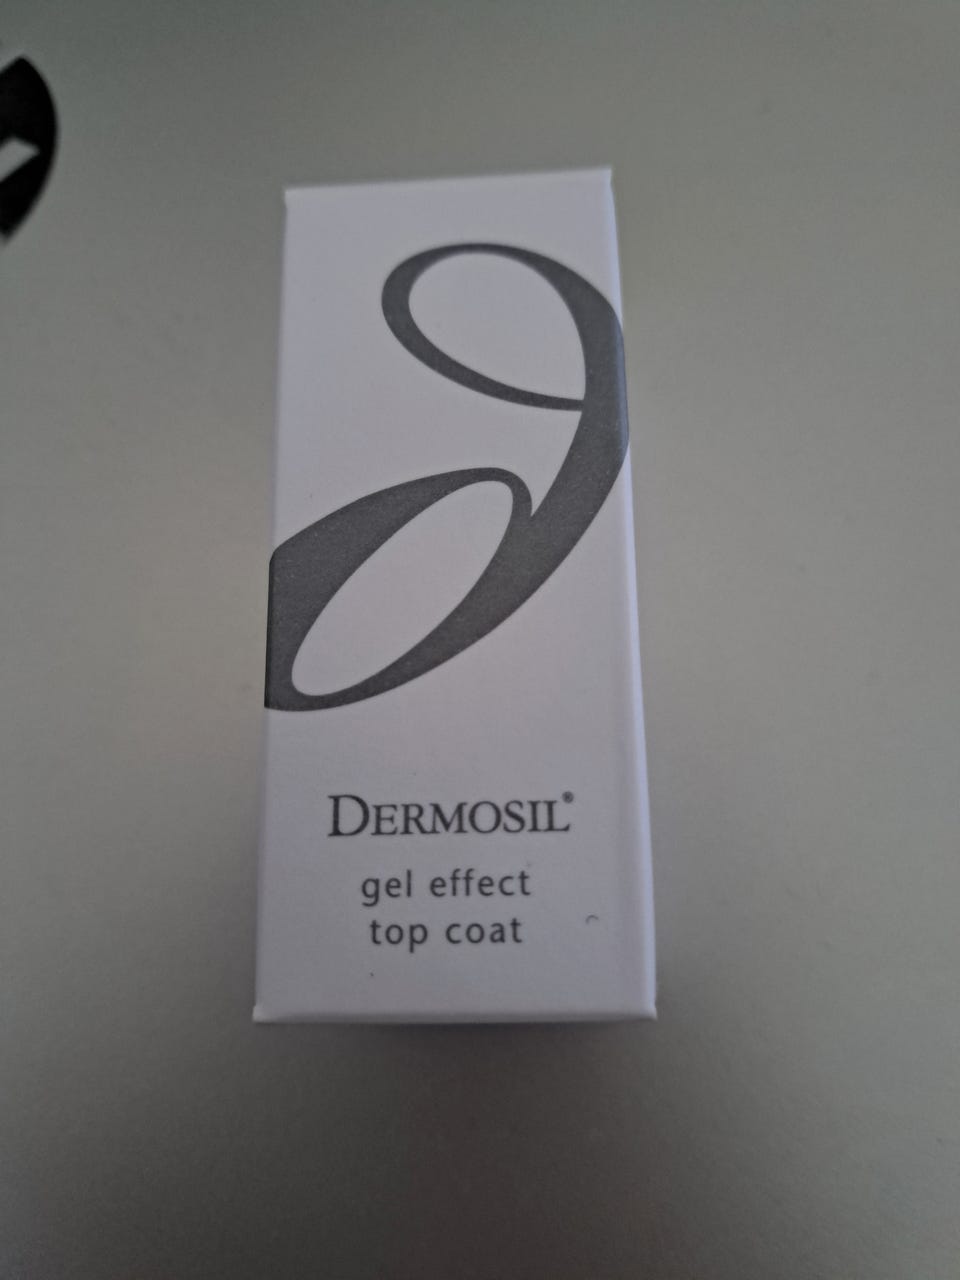 DERMOSIL®
gel effect
top coat